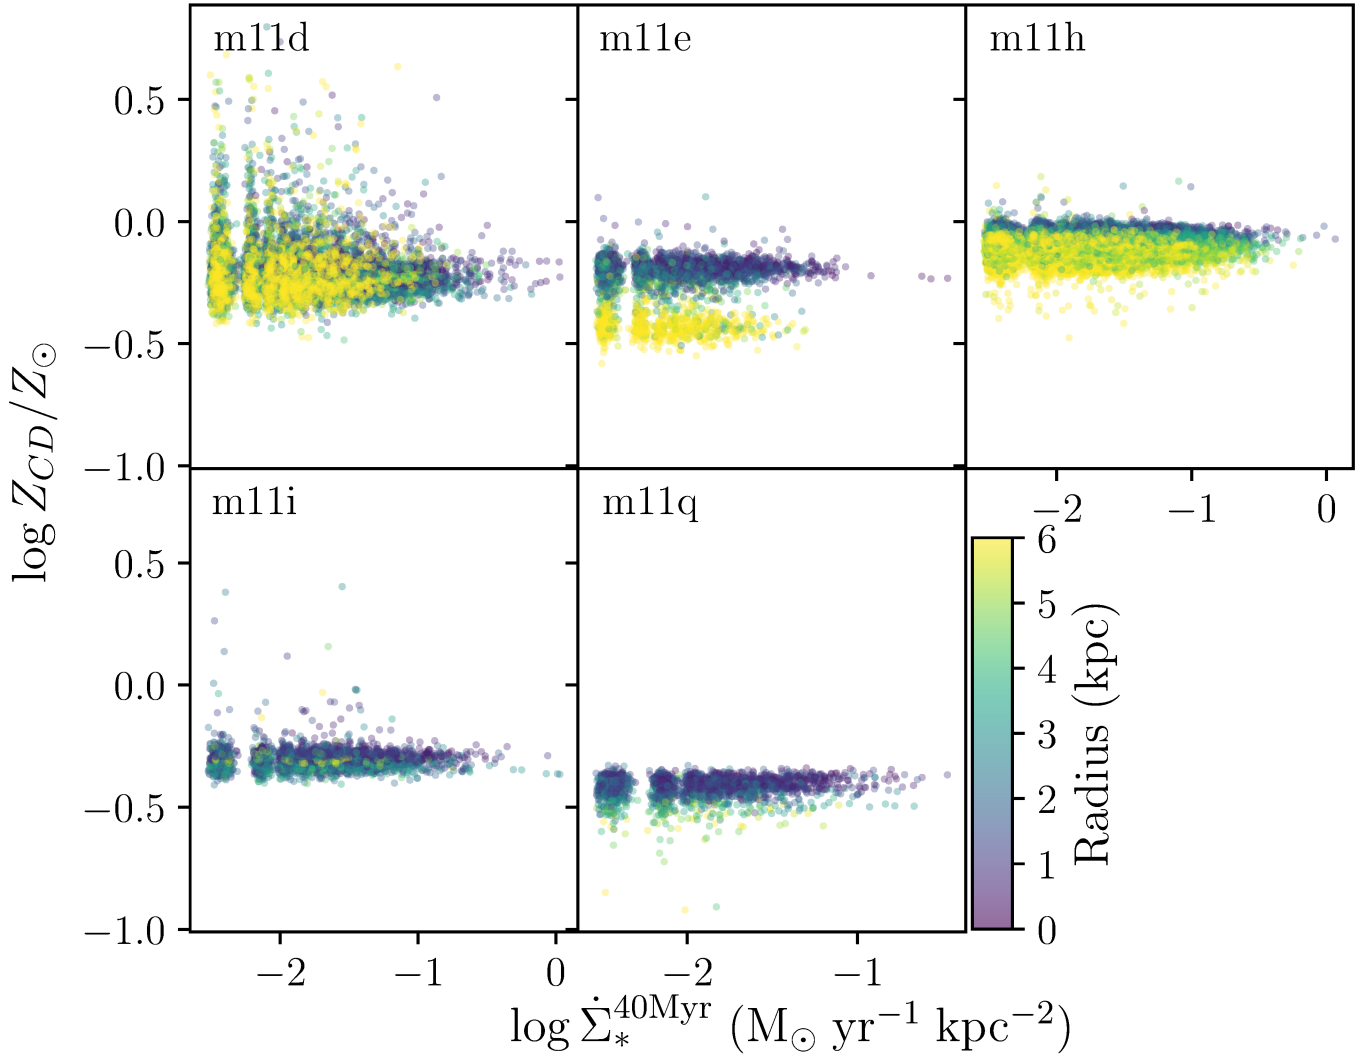 m11d
m11e
m11h
0.5
0.0
−0.5
−1.0
−2
−1
0
log Z_{CD}/Z_⊙
m11i
m11q
0.5
0.0
−0.5
−1.0
−2
−1
0
−2
−1
6
5
4
3
2
1
0
Radius (kpc)
log Σ̇_*^{40Myr} (M_⊙ yr^{−1} kpc^{−2})